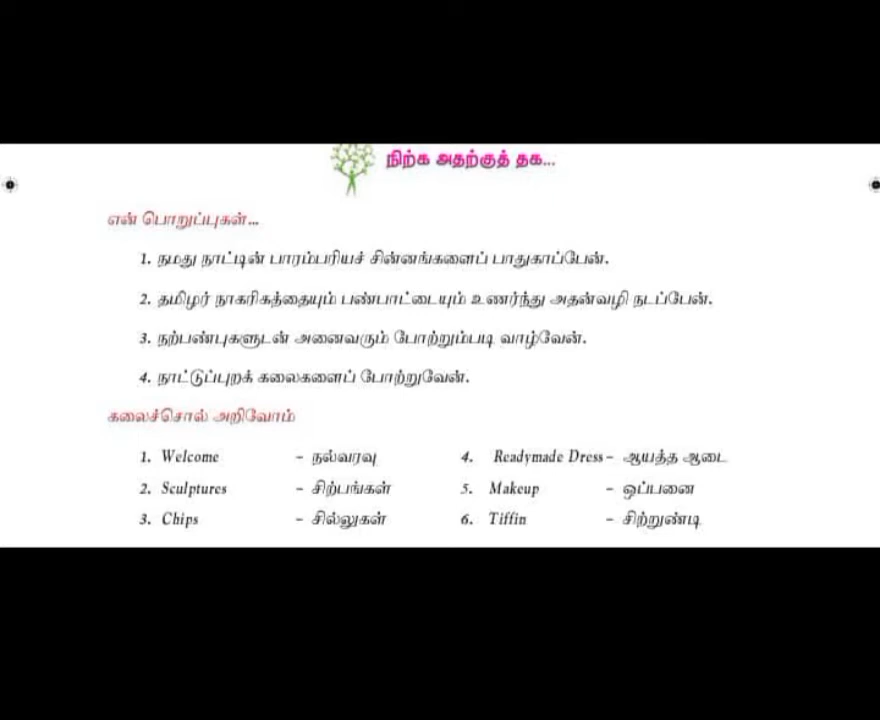 நிற்க அதற்குத் தக...
என் பொறுப்புகள்...
1. நமது நாட்டின் பாரம்பரியச் சின்னங்களைப் பாதுகாப்பேன்.
2. தமிழர் நாகரிகத்தையும் பண்பாட்டையும் உணர்ந்து அதன்வழி நடப்பேன்.
3. நற்பண்புகளுடன் அனைவரும் போற்றும்படி வாழ்வேன்.
4. நாட்டுப்புறக் கலைகளைப் போற்றுவேன்.
கலைச்சொல் அறிவோம்
1. Welcome – நல்வரவு 4. Readymade Dress – ஆயத்த ஆடை
2. Sculptures – சிற்பங்கள் 5. Makeup – ஒப்பனை
3. Chips – சில்லுகள் 6. Tiffin – சிற்றுண்டி